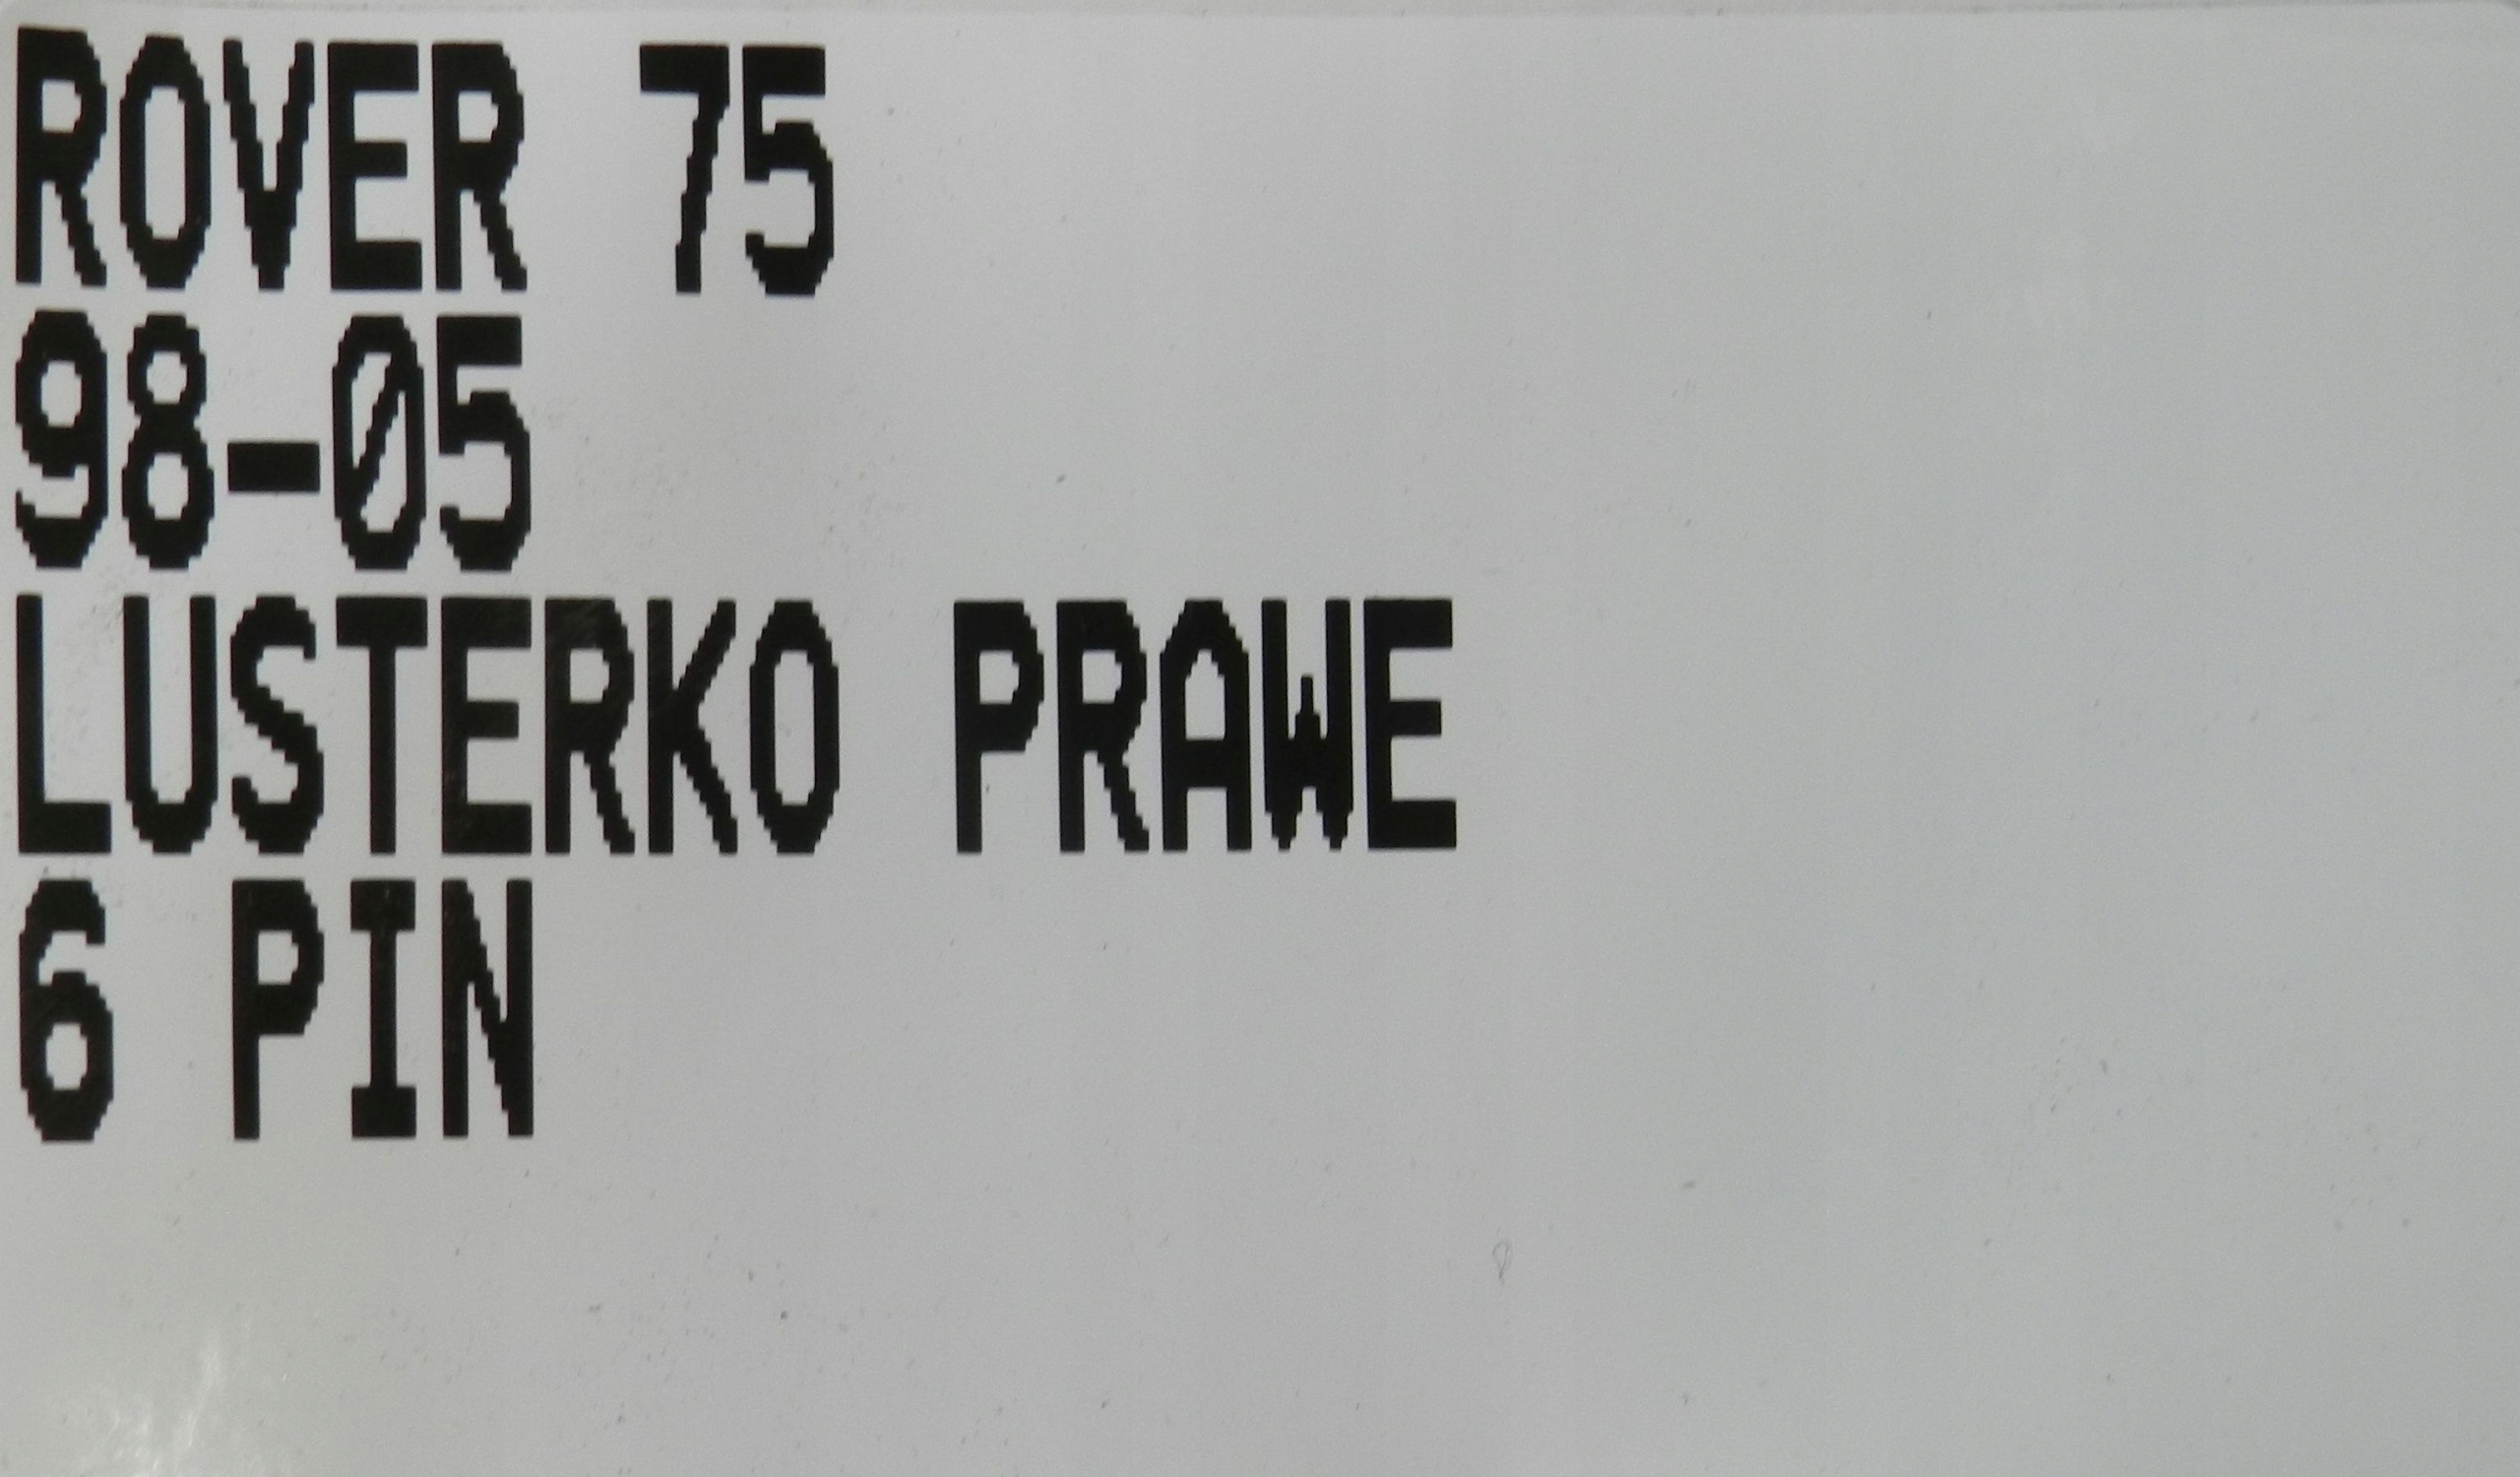 ROVER 75
98-05
LUSTERKO PRAWE
6 PIN